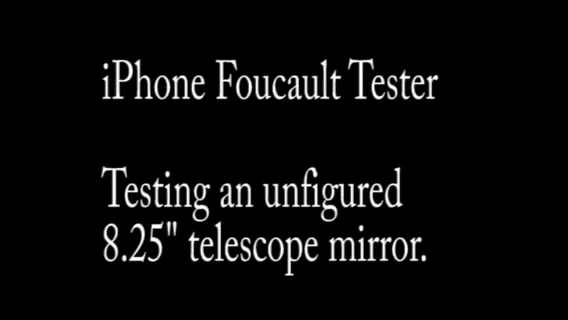 iPhone Foucault Tester
Testing an unfigured
8.25" telescope mirror.